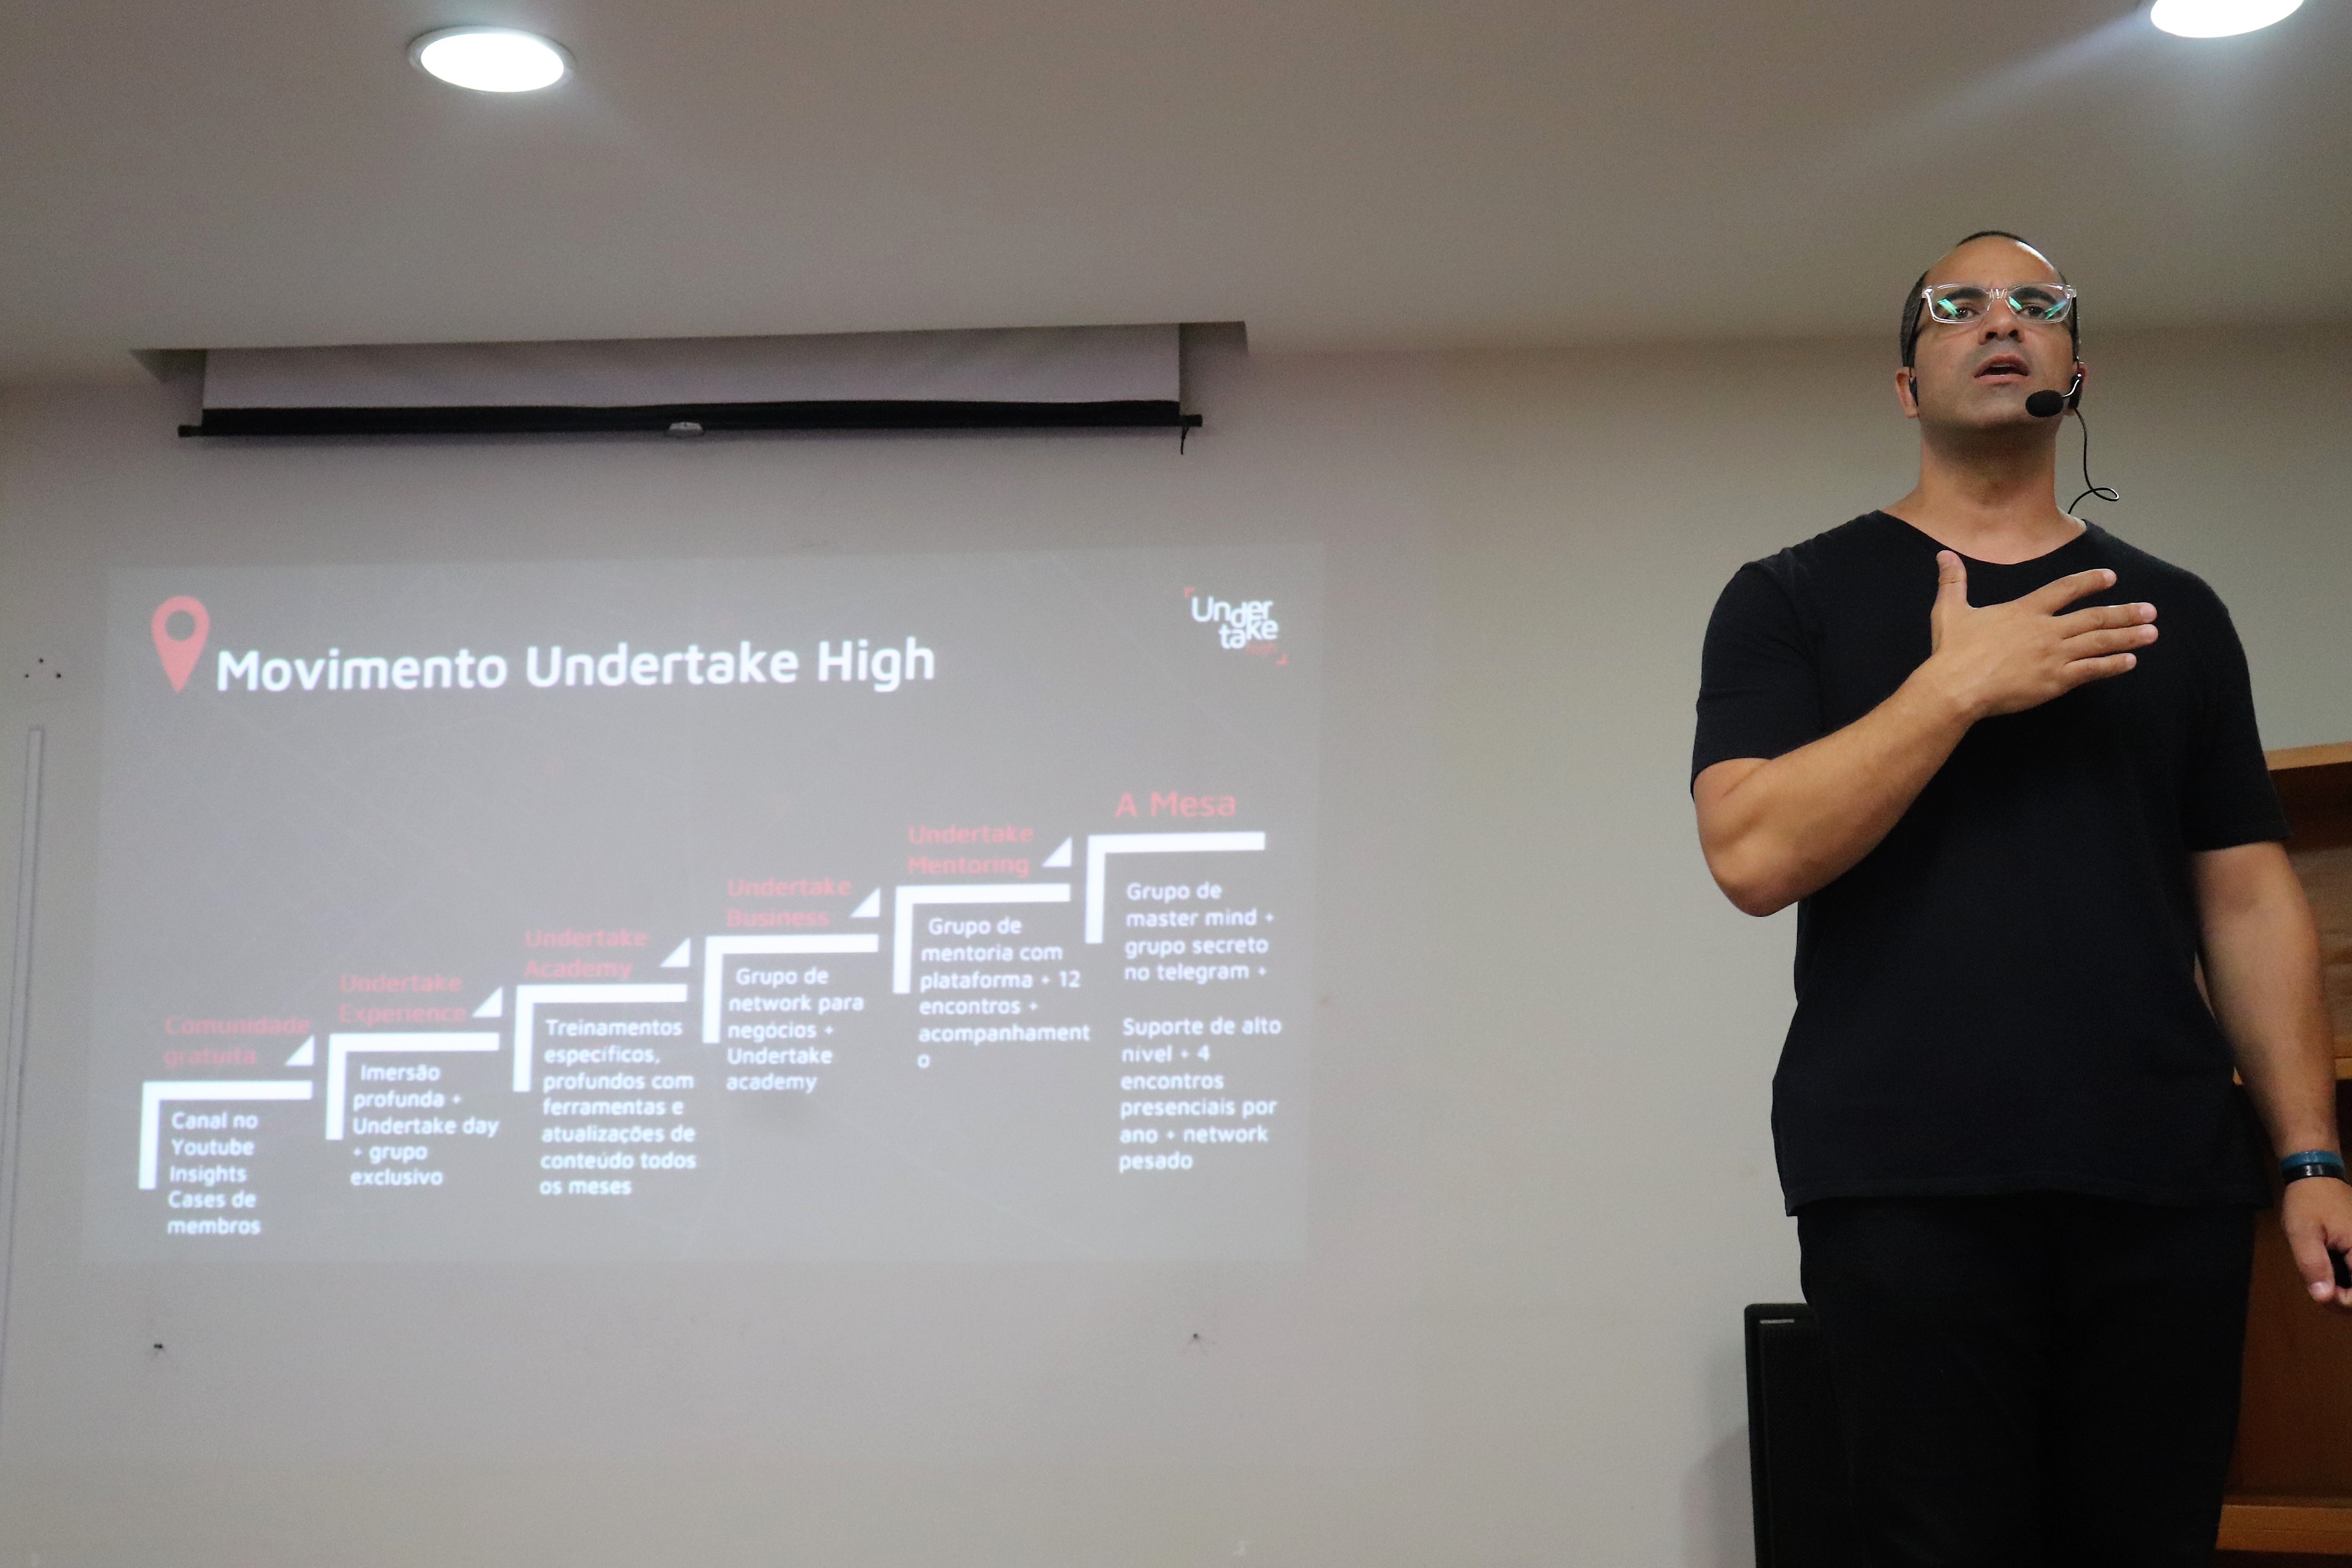 Movimento Undertake High
Under
take
high
Comunidade
gratuita
Canal no
Youtube
Insights
Cases de
membros
Undertake
Experience
Imersão
profunda +
Undertake day
+ grupo
exclusivo
Undertake
Academy
Treinamentos
específicos,
profundos com
ferramentas e
atualizações de
conteúdo todos
os meses
Undertake
Business
Grupo de
network para
negócios +
Undertake
academy
Undertake
Mentoring
Grupo de
mentoria com
plataforma + 12
encontros +
acompanhament
o
A Mesa
Grupo de
master mind +
grupo secreto
no telegram +
Suporte de alto
nível + 4
encontros
presenciais por
ano + network
pesado